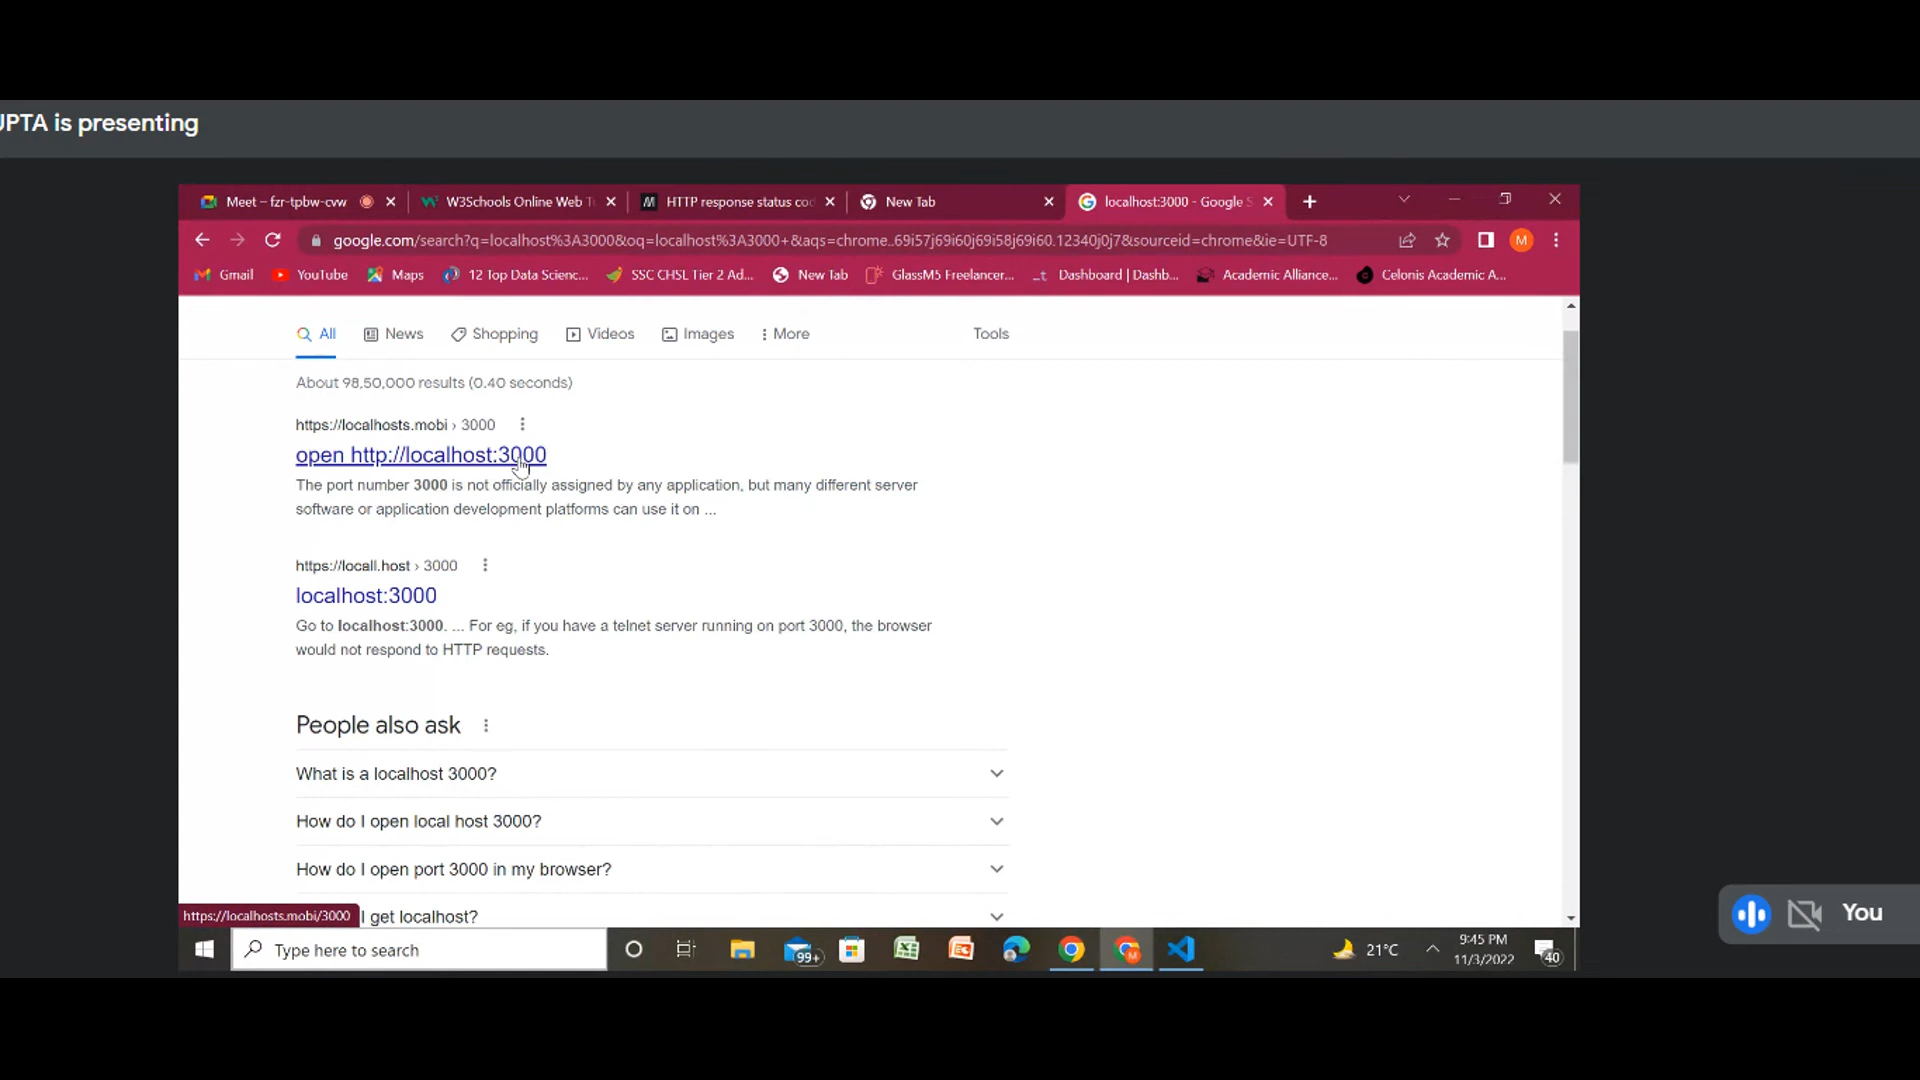 UPTA is presenting
Meet – fzr-tpbw-cvw
W3Schools Online Web T
HTTP response status cod
New Tab
localhost:3000 - Google S
google.com/search?q=localhost%3A3000&oq=localhost%3A3000+&aqs=chrome..69i57j69i60j69i58j69i60.12340j0j7&sourceid=chrome&ie=UTF-8
M
Gmail
YouTube
Maps
12 Top Data Scienc...
SSC CHSL Tier 2 Ad...
New Tab
GlassM5 Freelancer...
Dashboard | Dashb...
Academic Alliance...
Celonis Academic A...
All
News
Shopping
Videos
Images
More
Tools
About 98,50,000 results (0.40 seconds)
https://localhosts.mobi › 3000
open http://localhost:3000
The port number 3000 is not officially assigned by any application, but many different server
software or application development platforms can use it on ...
https://locall.host › 3000
localhost:3000
Go to localhost:3000. ... For eg, if you have a telnet server running on port 3000, the browser
would not respond to HTTP requests.
People also ask
What is a localhost 3000?
How do I open local host 3000?
How do I open port 3000 in my browser?
https://localhosts.mobi/3000
I get localhost?
You
Type here to search
99+
21°C
9:45 PM
11/3/2022
40